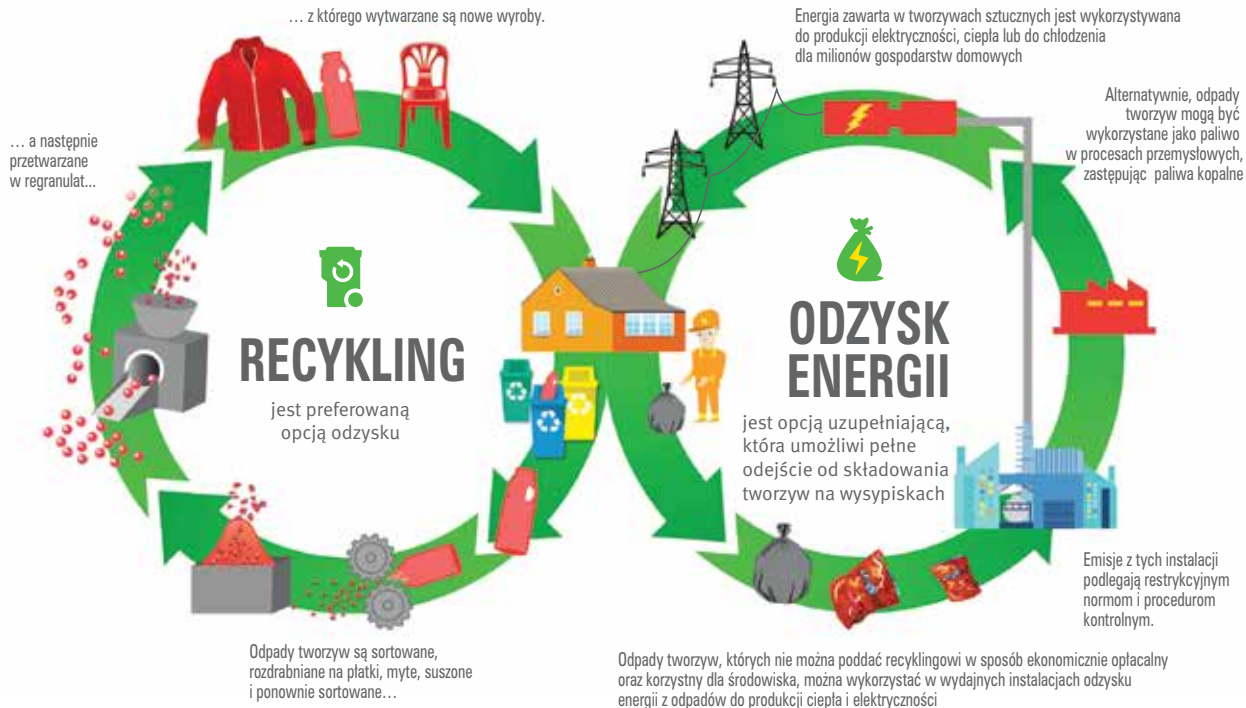 … z którego wytwarzane są nowe wyroby.
… a następnie
przetwarzane
w regranulat...
RECYKLING
jest preferowaną
opcją odzysku
Odpady tworzyw są sortowane,
rozdrabniane na płatki, myte, suszone
i ponownie sortowane…
Energia zawarta w tworzywach sztucznych jest wykorzystywana
do produkcji elektryczności, ciepła lub do chłodzenia
dla milionów gospodarstw domowych
Alternatywnie, odpady
tworzyw mogą być
wykorzystane jako paliwo
w procesach przemysłowych,
zastępując paliwa kopalne
ODZYSK
ENERGII
jest opcją uzupełniającą,
która umożliwi pełne
odejście od składowania
tworzyw na wysypiskach
Emisje z tych instalacji
podlegają restrykcyjnym
normom i procedurom
kontrolnym.
Odpady tworzyw, których nie można poddać recyklingowi w sposób ekonomicznie opłacalny
oraz korzystny dla środowiska, można wykorzystać w wydajnych instalacjach odzysku
energii z odpadów do produkcji ciepła i elektryczności